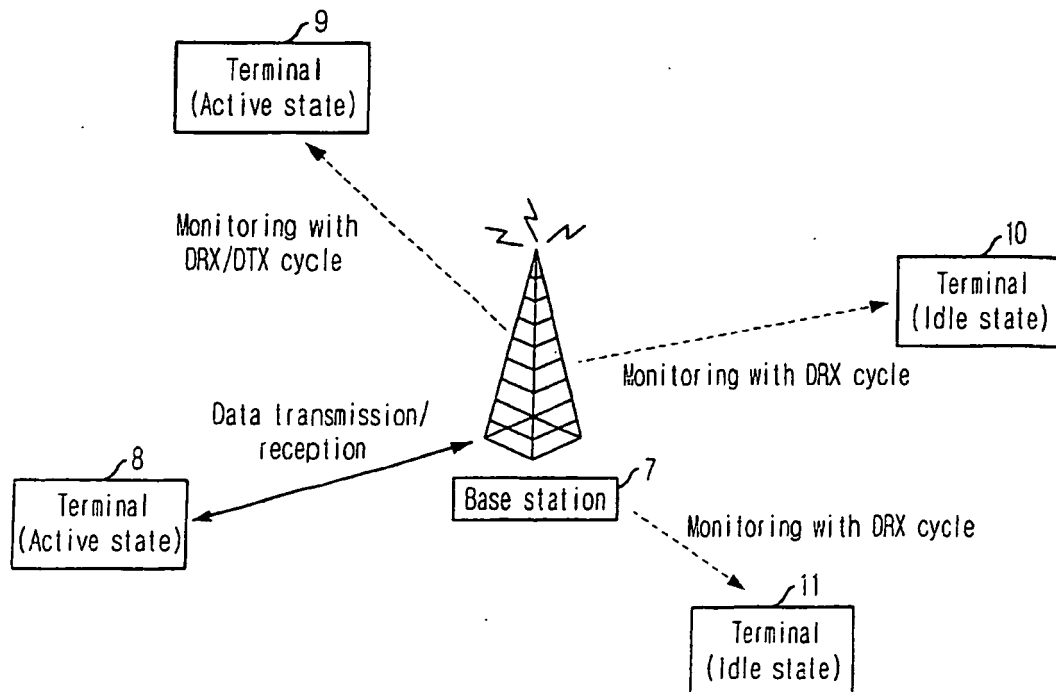 9
Terminal
(Active state)
Monitoring with
DRX/DTX cycle
10
Terminal
(Idle state)
Monitoring with DRX cycle
Data transmission/
reception
8
Terminal
(Active state)
7
Base station
Monitoring with DRX cycle
11
Terminal
(Idle state)